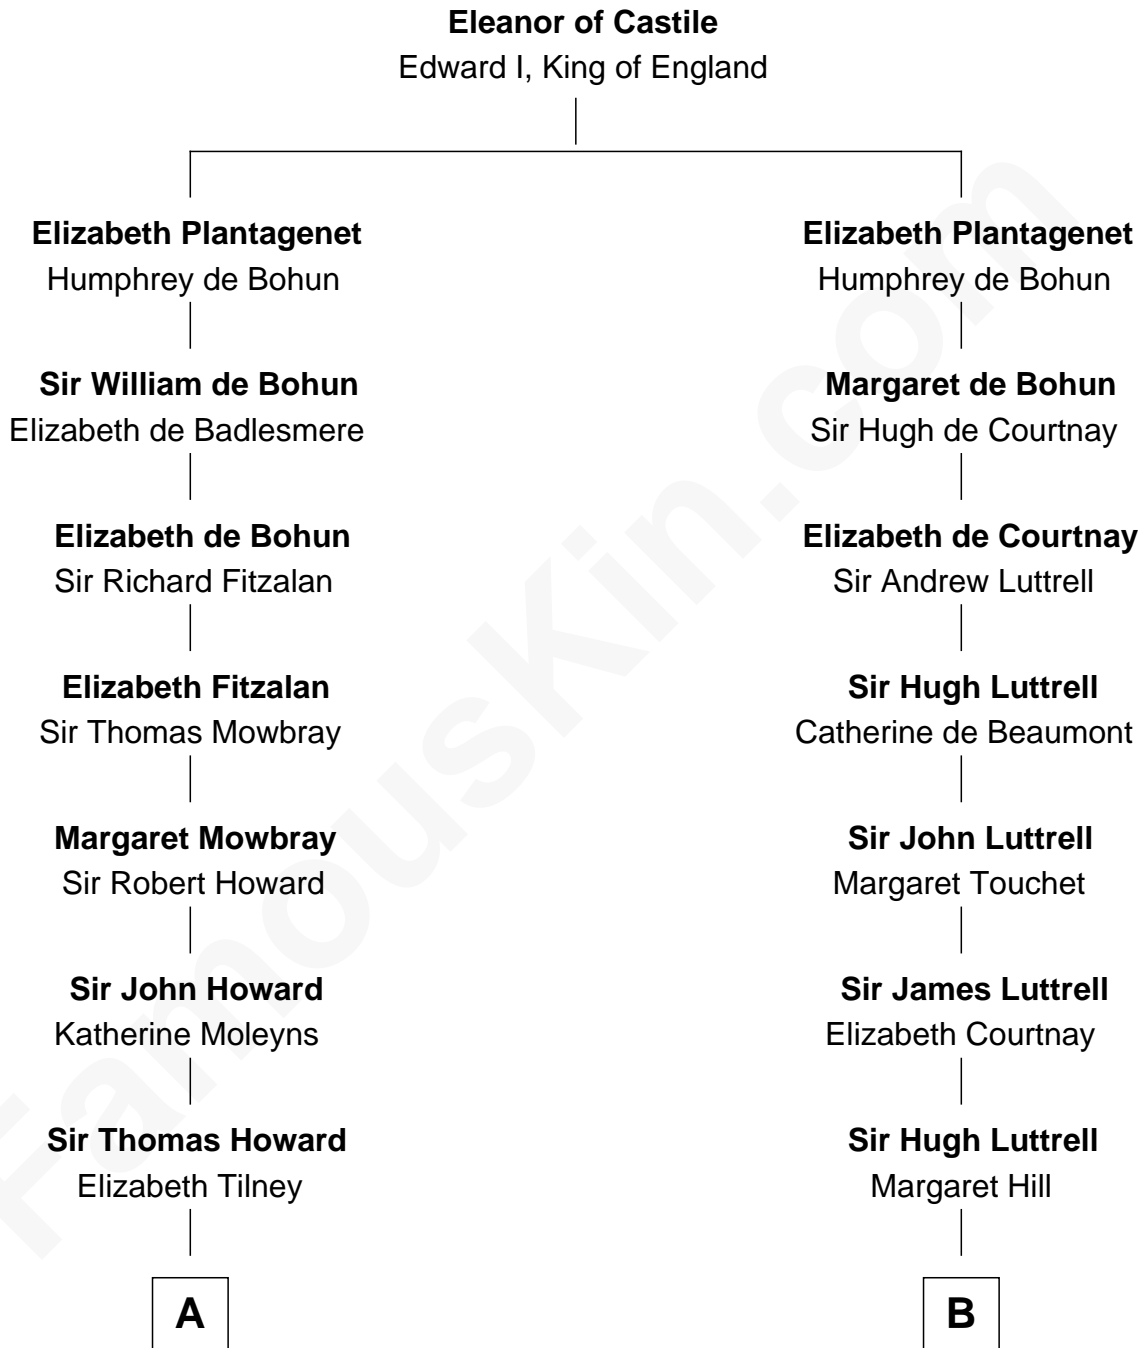 Eleanor of Castile
Edward I, King of England
Elizabeth Plantagenet
Humphrey de Bohun
Sir William de Bohun
Elizabeth de Badlesmere
Elizabeth de Bohun
Sir Richard Fitzalan
Elizabeth Fitzalan
Sir Thomas Mowbray
Margaret Mowbray
Sir Robert Howard
Sir John Howard
Katherine Moleyns
Sir Thomas Howard
Elizabeth Tilney
A
Elizabeth Plantagenet
Humphrey de Bohun
Margaret de Bohun
Sir Hugh de Courtnay
Elizabeth de Courtnay
Sir Andrew Luttrell
Sir Hugh Luttrell
Catherine de Beaumont
Sir John Luttrell
Margaret Touchet
Sir James Luttrell
Elizabeth Courtnay
Sir Hugh Luttrell
Margaret Hill
B
FamousKin.com